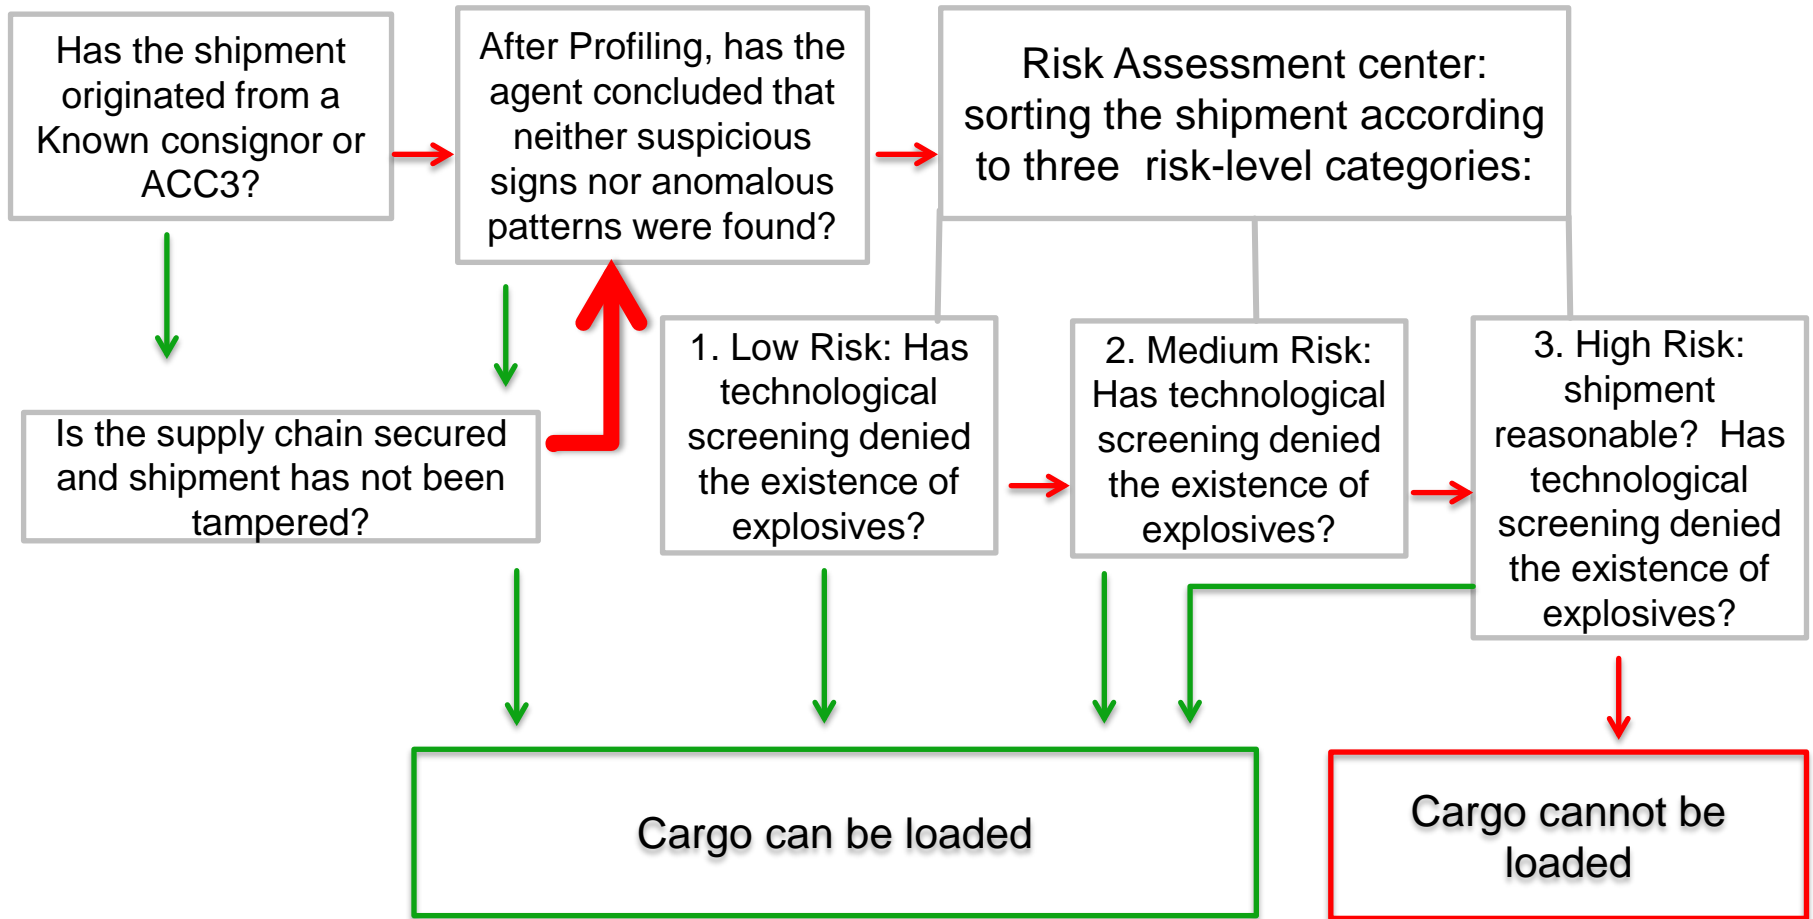 Has the shipment
originated from a
Known consignor or
ACC3?
After Profiling, has the
agent concluded that
neither suspicious
signs nor anomalous
patterns were found?
Risk Assessment center:
sorting the shipment according
to three  risk-level categories:
Is the supply chain secured
and shipment has not been
tampered?
1. Low Risk: Has
technological
screening denied
the existence of
explosives?
2. Medium Risk:
Has technological
screening denied
the existence of
explosives?
3. High Risk:
shipment
reasonable?  Has
technological
screening denied
the existence of
explosives?
Cargo can be loaded
Cargo cannot be
loaded